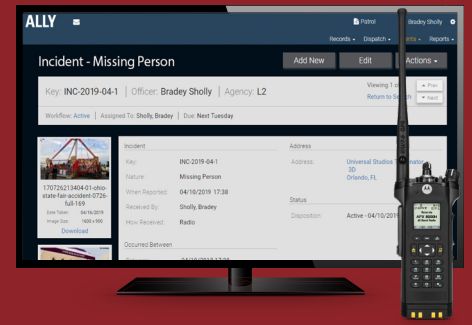 ALLY
Patrol
Bradey Sholly
Records
Dispatch
Reports
Incident - Missing Person
Add New
Edit
Actions
Key: INC-2019-04-1 | Officer: Bradey Sholly | Agency: L2
Viewing 1
Return to
Prev
Next
Workflow: Active | Assigned To: Sholly, Bradey | Due: Next Tuesday
Incident
Address
Key: INC-2019-04-1
Address: Universal Studios
3D
Orlando, FL
Nature: Missing Person
When Reported: 04/10/2019 17:38
Received By: Sholly, Bradey
How Received: Radio
Status
Disposition: Active - 04/10/201
Occurred Between
170726213404-01-ohio-
state-fair-accident-0726-
full-169
Date Taken: 04/16/2019
Image Size: 1600 x 900
Download